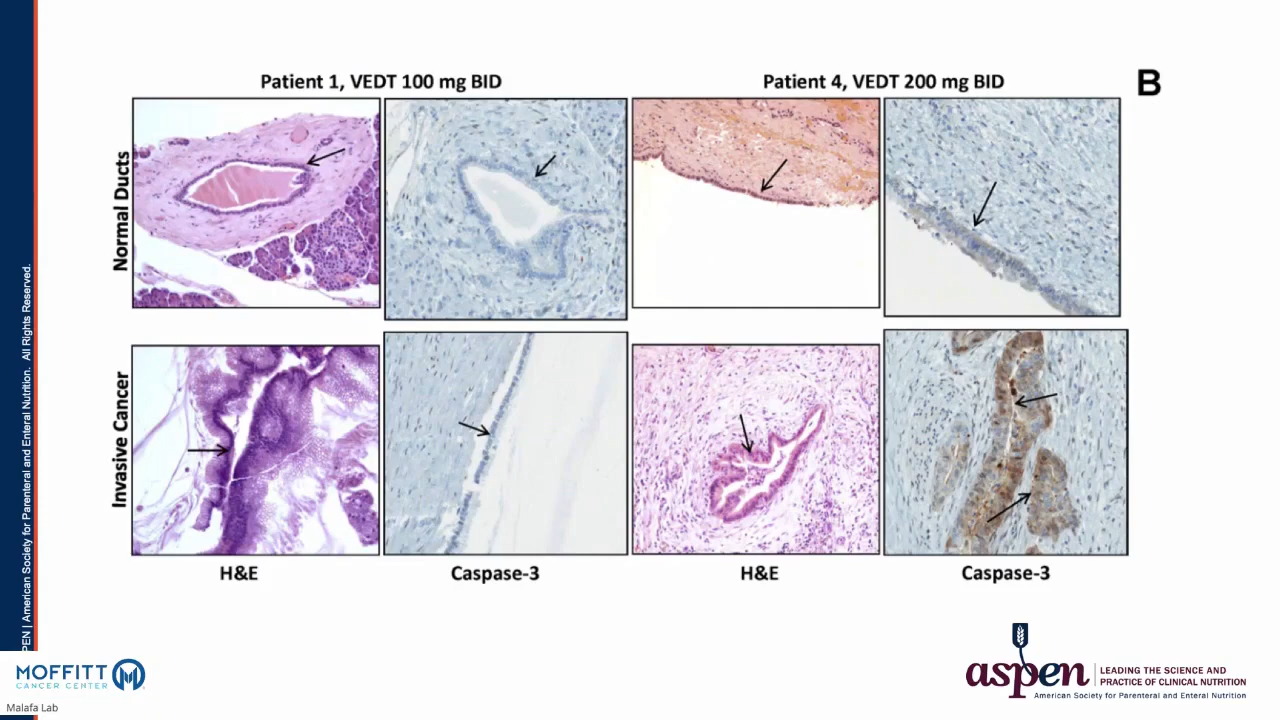 Patient 1, VEDT 100 mg BID
Patient 4, VEDT 200 mg BID
B
Normal Ducts
Invasive Cancer
H&E
Caspase-3
H&E
Caspase-3
PEN | American Society for Parenteral and Enteral Nutrition. All Rights Reserved.
MOFFITT
CANCER CENTER
Malafa Lab
aspen
LEADING THE SCIENCE AND
PRACTICE OF CLINICAL NUTRITION
American Society for Parenteral and Enteral Nutrition